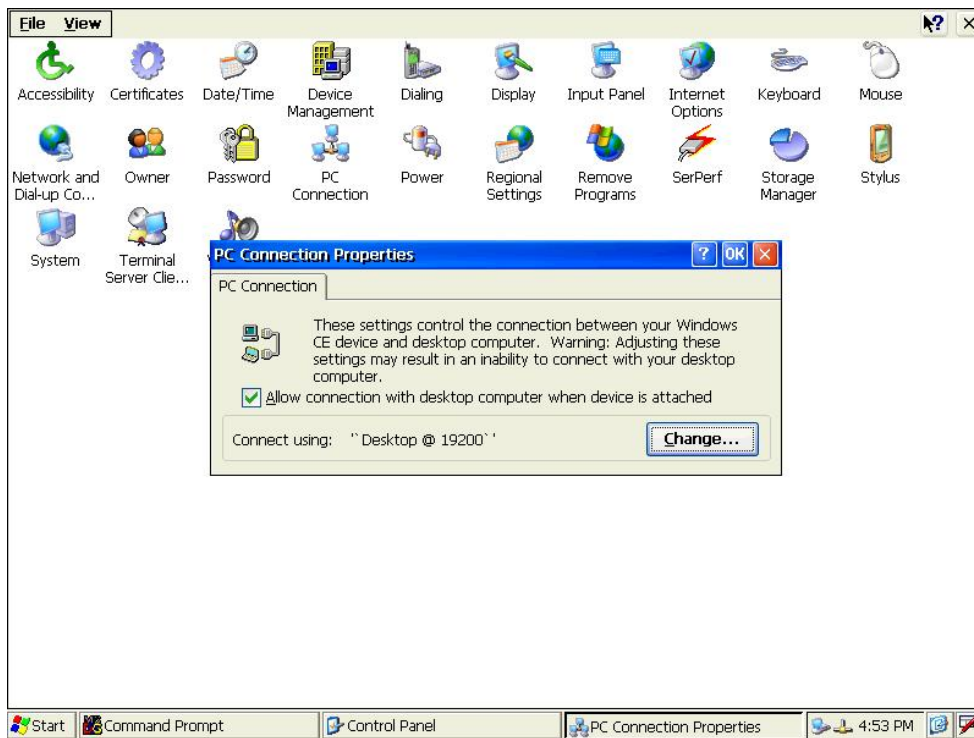 File View
Accessibility Certificates Date/Time Device Management Dialing Display Input Panel Internet Options Keyboard Mouse
Network and Dial-up Co... Owner Password PC Connection Power Regional Settings Remove Programs SerPerf Storage Manager Stylus
System Terminal Server Clie...
PC Connection Properties ? OK
PC Connection
These settings control the connection between your Windows
CE device and desktop computer. Warning: Adjusting these
settings may result in an inability to connect with your desktop
computer.
Allow connection with desktop computer when device is attached
Connect using: '`Desktop @ 19200`' Change...
Start Command Prompt Control Panel PC Connection Properties 4:53 PM